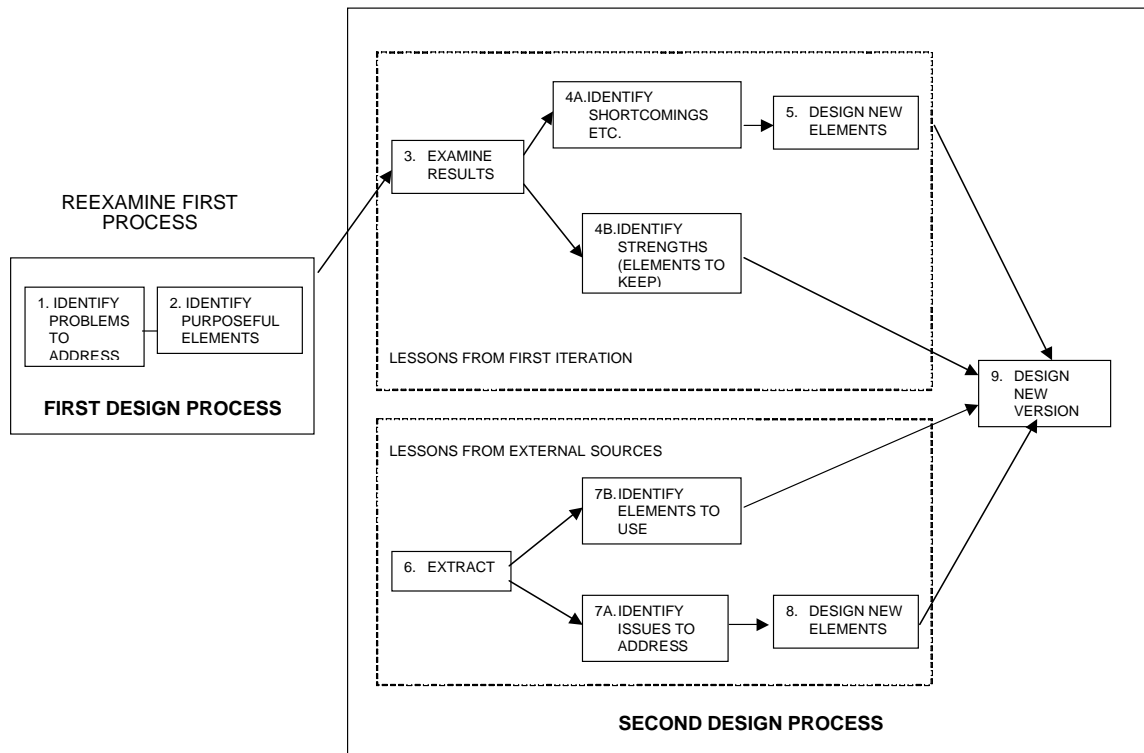 REEXAMINE FIRST
PROCESS
1. IDENTIFY
PROBLEMS
TO
ADDRESS
2. IDENTIFY
PURPOSEFUL
ELEMENTS
FIRST DESIGN PROCESS
3. EXAMINE
RESULTS
4A.IDENTIFY
SHORTCOMINGS
ETC.
5. DESIGN NEW
ELEMENTS
4B.IDENTIFY
STRENGTHS
(ELEMENTS TO
KEEP)
LESSONS FROM FIRST ITERATION
LESSONS FROM EXTERNAL SOURCES
6. EXTRACT
7B.IDENTIFY
ELEMENTS TO
USE
7A.IDENTIFY
ISSUES TO
ADDRESS
8. DESIGN NEW
ELEMENTS
9. DESIGN
NEW
VERSION
SECOND DESIGN PROCESS